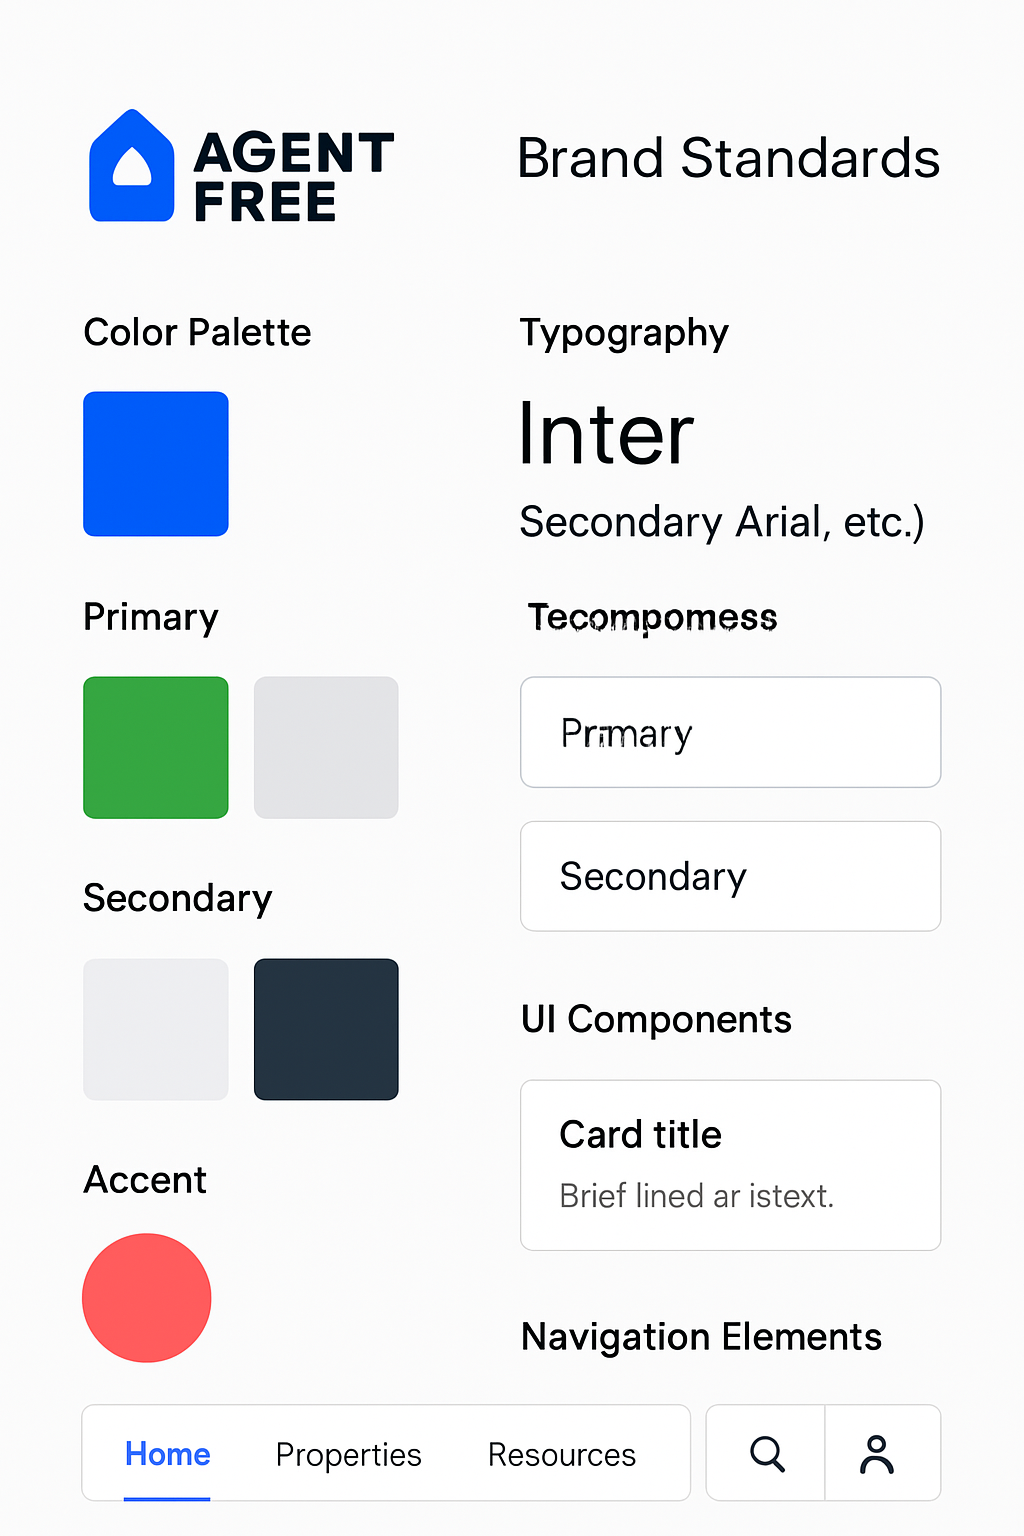 AGENT
FREE
Brand Standards
Color Palette
Primary
Secondary
Accent
Typography
Inter
Secondary Arial, etc.)
Tecompomess
Primary
Secondary
UI Components
Card title
Brief lined ar istext.
Navigation Elements
Home Properties Resources